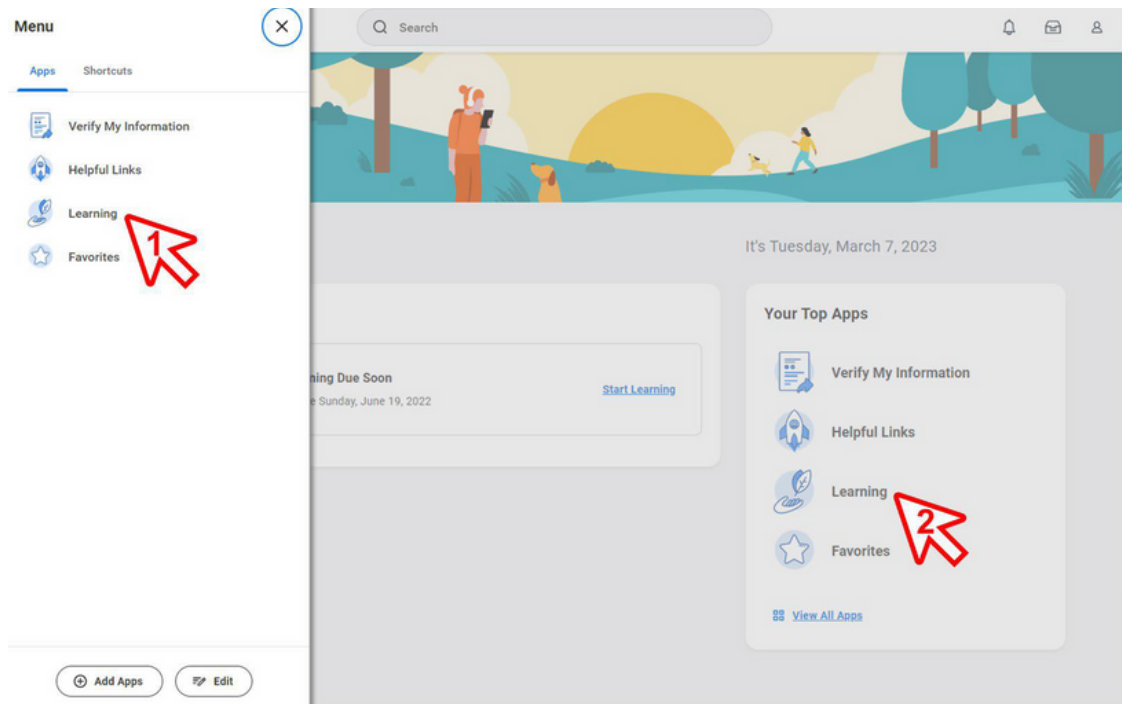 Menu
Search
Apps Shortcuts
Verify My Information
Helpful Links
Learning
1
Favorites
Add Apps Edit
It's Tuesday, March 7, 2023
Due Soon
Sunday, June 19, 2022
Start Learning
Your Top Apps
Verify My Information
Helpful Links
Learning
2
Favorites
View All Apps